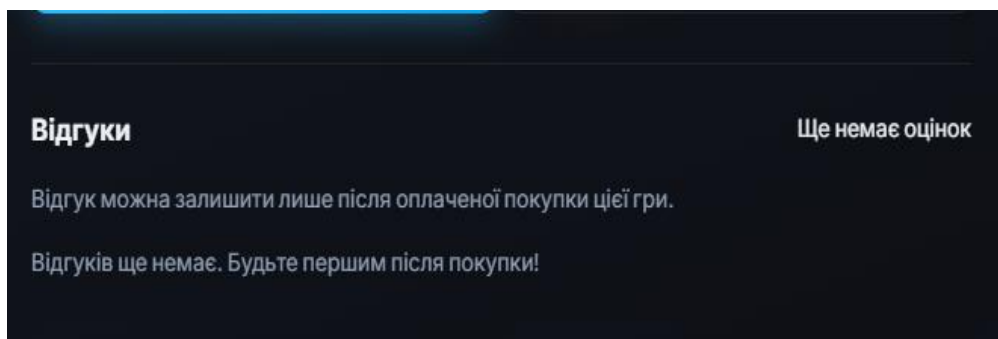 Відгуки
Ще немає оцінок
Відгук можна залишити лише після оплаченої покупки цієї гри.
Відгуків ще немає. Будьте першим після покупки!